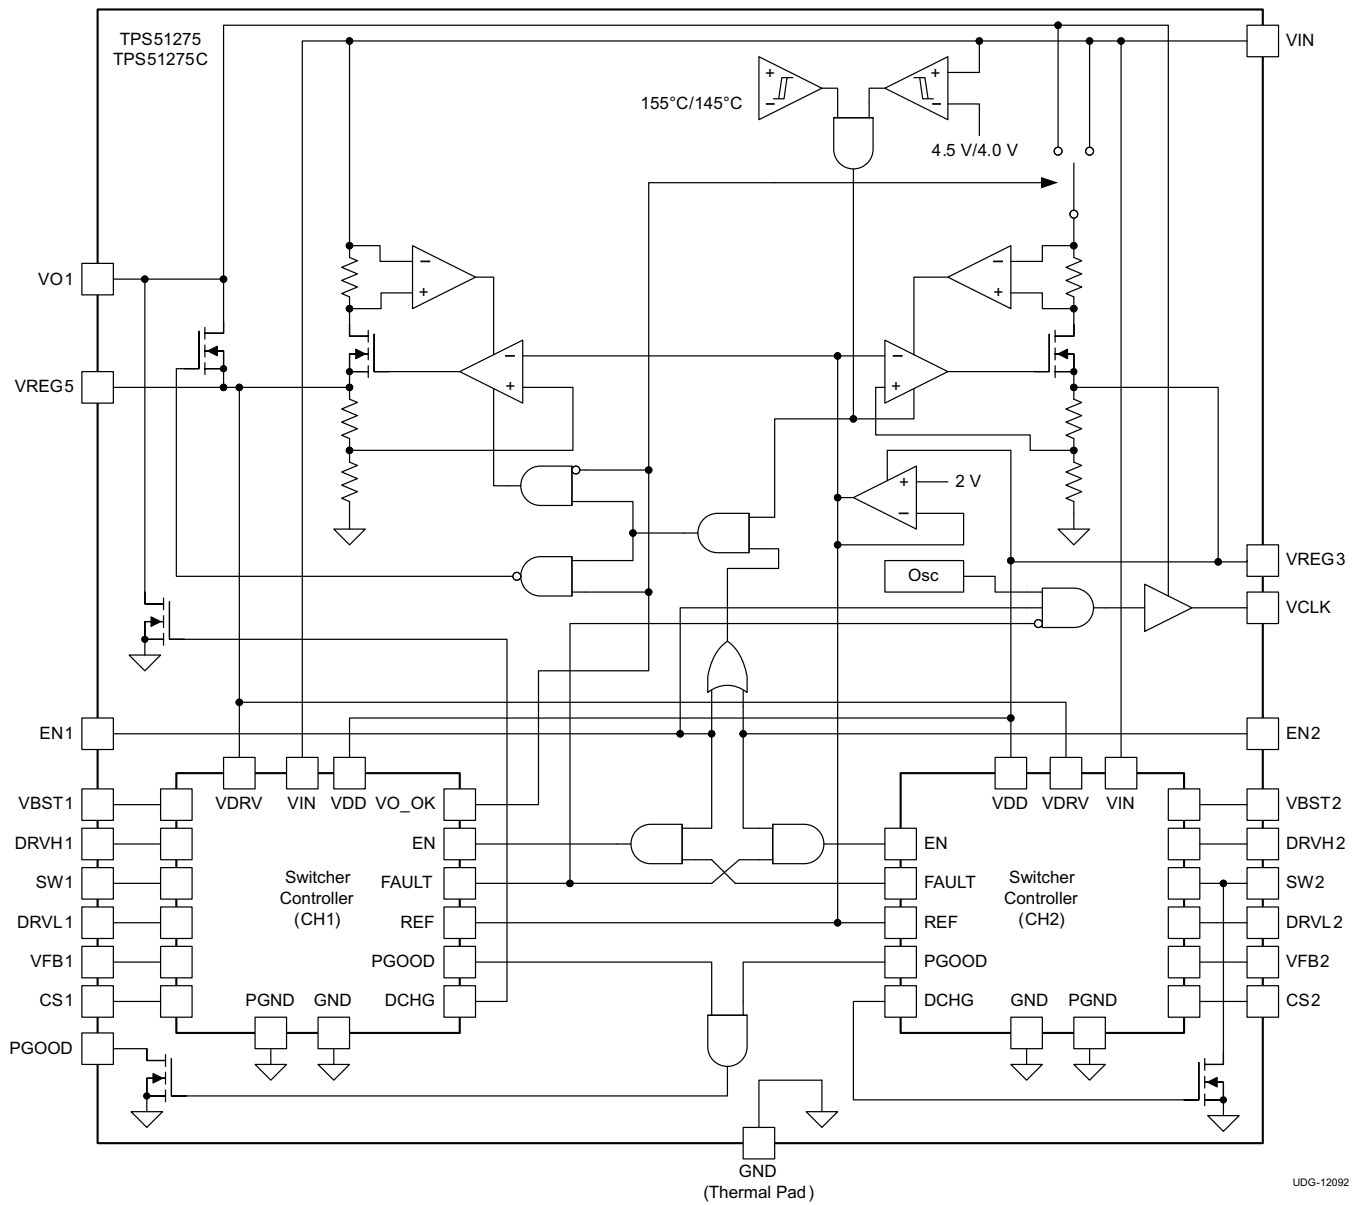 TPS51275
TPS51275C
VIN
155°C/145°C
+
−
+
−
4.5 V/4.0 V
VO1
−
+
−
+
VREG5
−
+
−
+
+
−
2 V
Osc
VREG3
VCLK
EN1
EN2
VBST1
DRVH1
SW1
DRVL1
VFB1
CS1
PGOOD
VDRV
VIN
VDD
VO_OK
EN
FAULT
REF
PGOOD
DCHG
Switcher
Controller
(CH1)
PGND
GND
VDD
VDRV
VIN
EN
FAULT
REF
PGOOD
DCHG
Switcher
Controller
(CH2)
GND
PGND
VBST2
DRVH2
SW2
DRVL2
VFB2
CS2
GND
(Thermal Pad)
UDG-12092